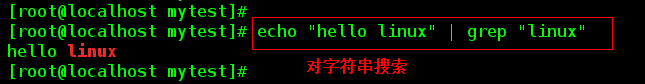 [root@localhost mytest]#
[root@localhost mytest]# echo "hello linux" | grep "linux"
hello linux
[root@localhost mytest]#
对字符串搜索